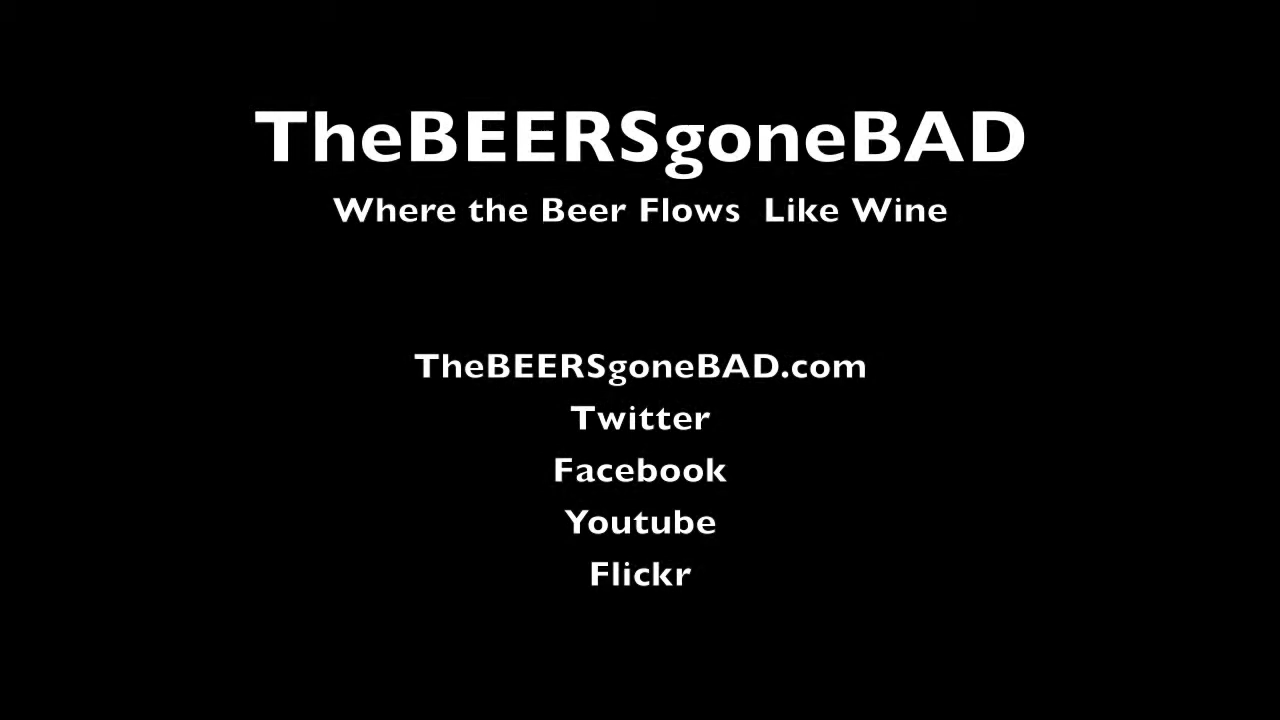 TheBEERSgoneBAD
Where the Beer Flows  Like Wine
TheBEERSgoneBAD.com
Twitter
Facebook
Youtube
Flickr